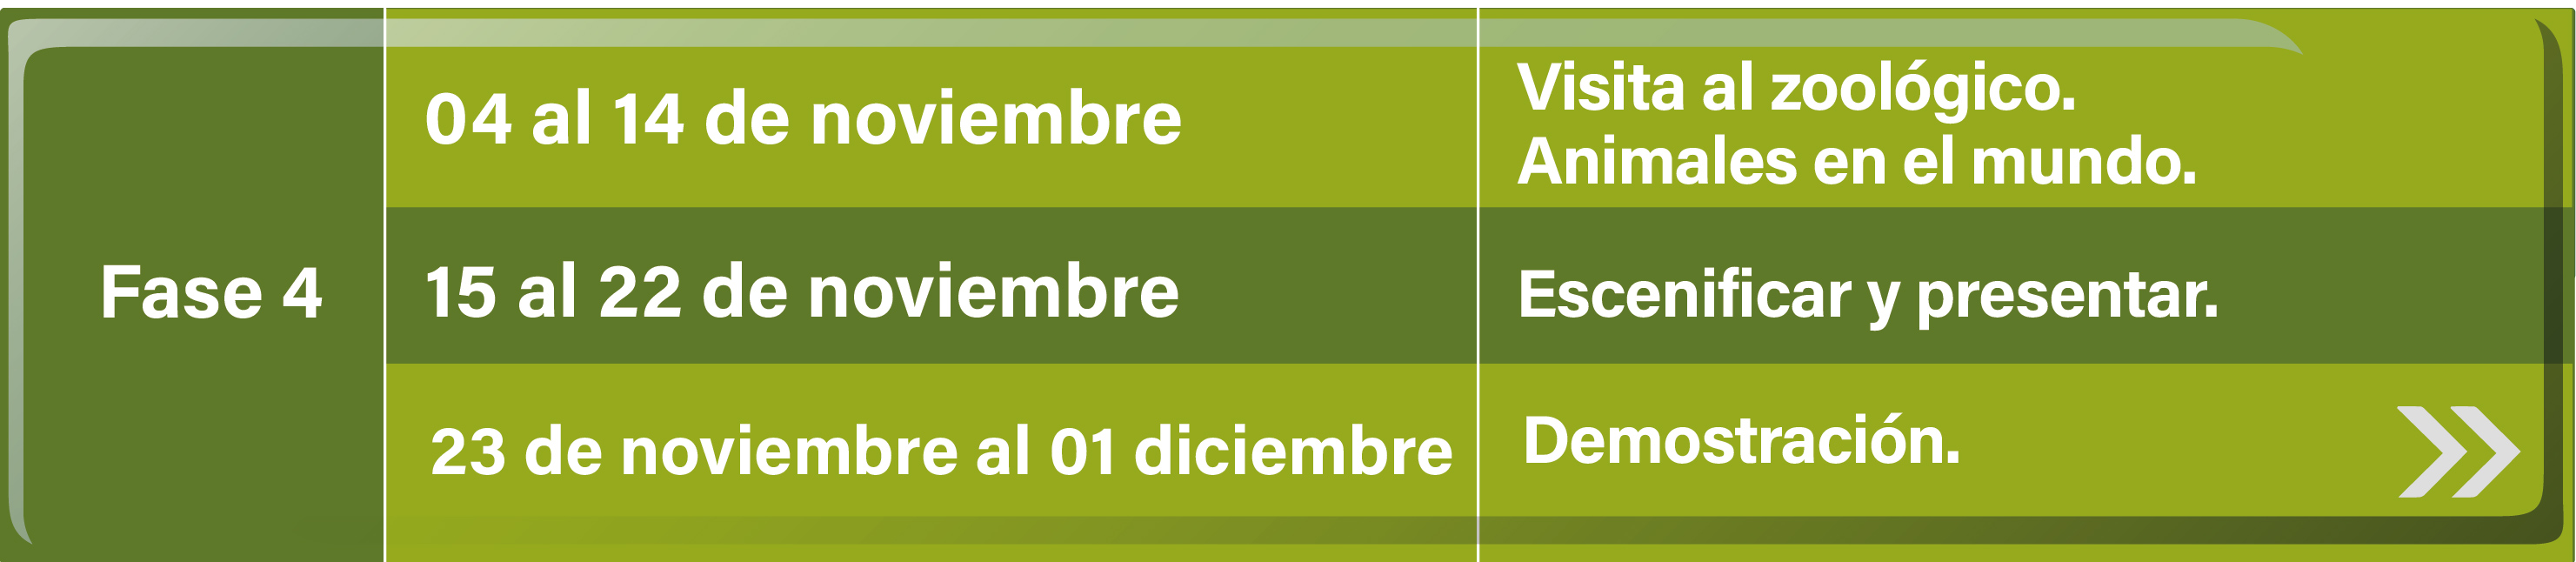 Fase 4
04 al 14 de noviembre
Visita al zoológico.
Animales en el mundo.
15 al 22 de noviembre
Escenificar y presentar.
23 de noviembre al 01 diciembre
Demostración.